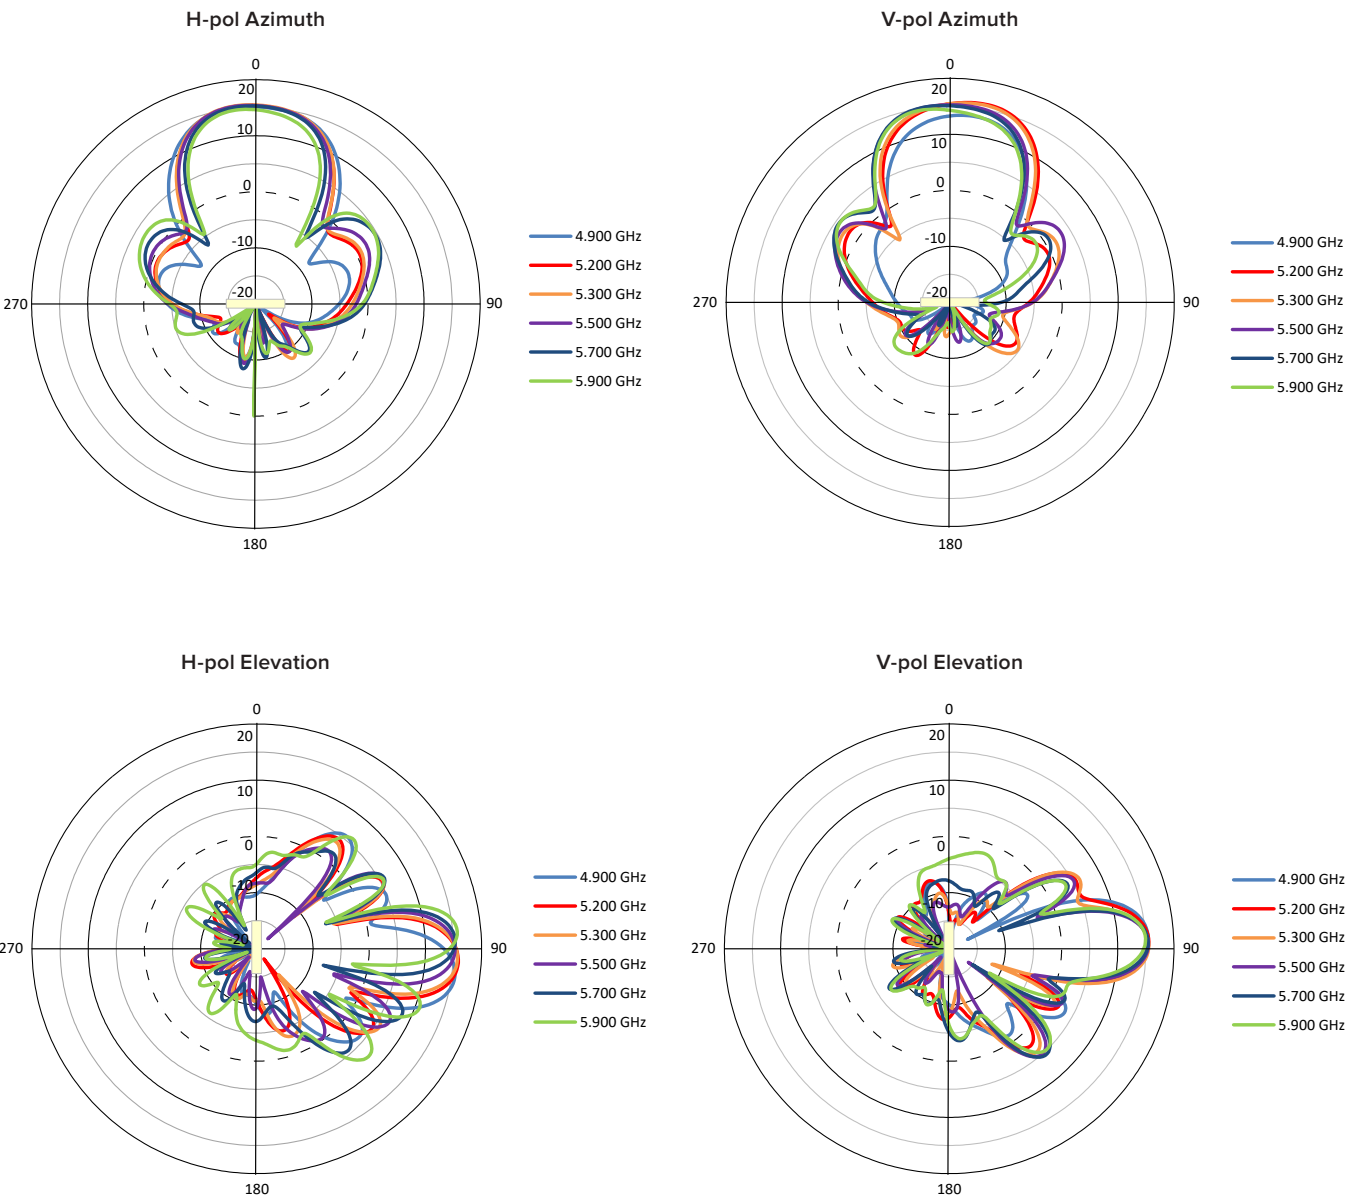 H-pol Azimuth
0
20
10
0
-10
-20
270
90
180
4.900 GHz
5.200 GHz
5.300 GHz
5.500 GHz
5.700 GHz
5.900 GHz
V-pol Azimuth
0
20
10
0
-10
-20
270
90
180
4.900 GHz
5.200 GHz
5.300 GHz
5.500 GHz
5.700 GHz
5.900 GHz
H-pol Elevation
0
20
10
0
-10
-20
270
90
180
4.900 GHz
5.200 GHz
5.300 GHz
5.500 GHz
5.700 GHz
5.900 GHz
V-pol Elevation
0
20
10
0
-10
-20
270
90
180
4.900 GHz
5.200 GHz
5.300 GHz
5.500 GHz
5.700 GHz
5.900 GHz